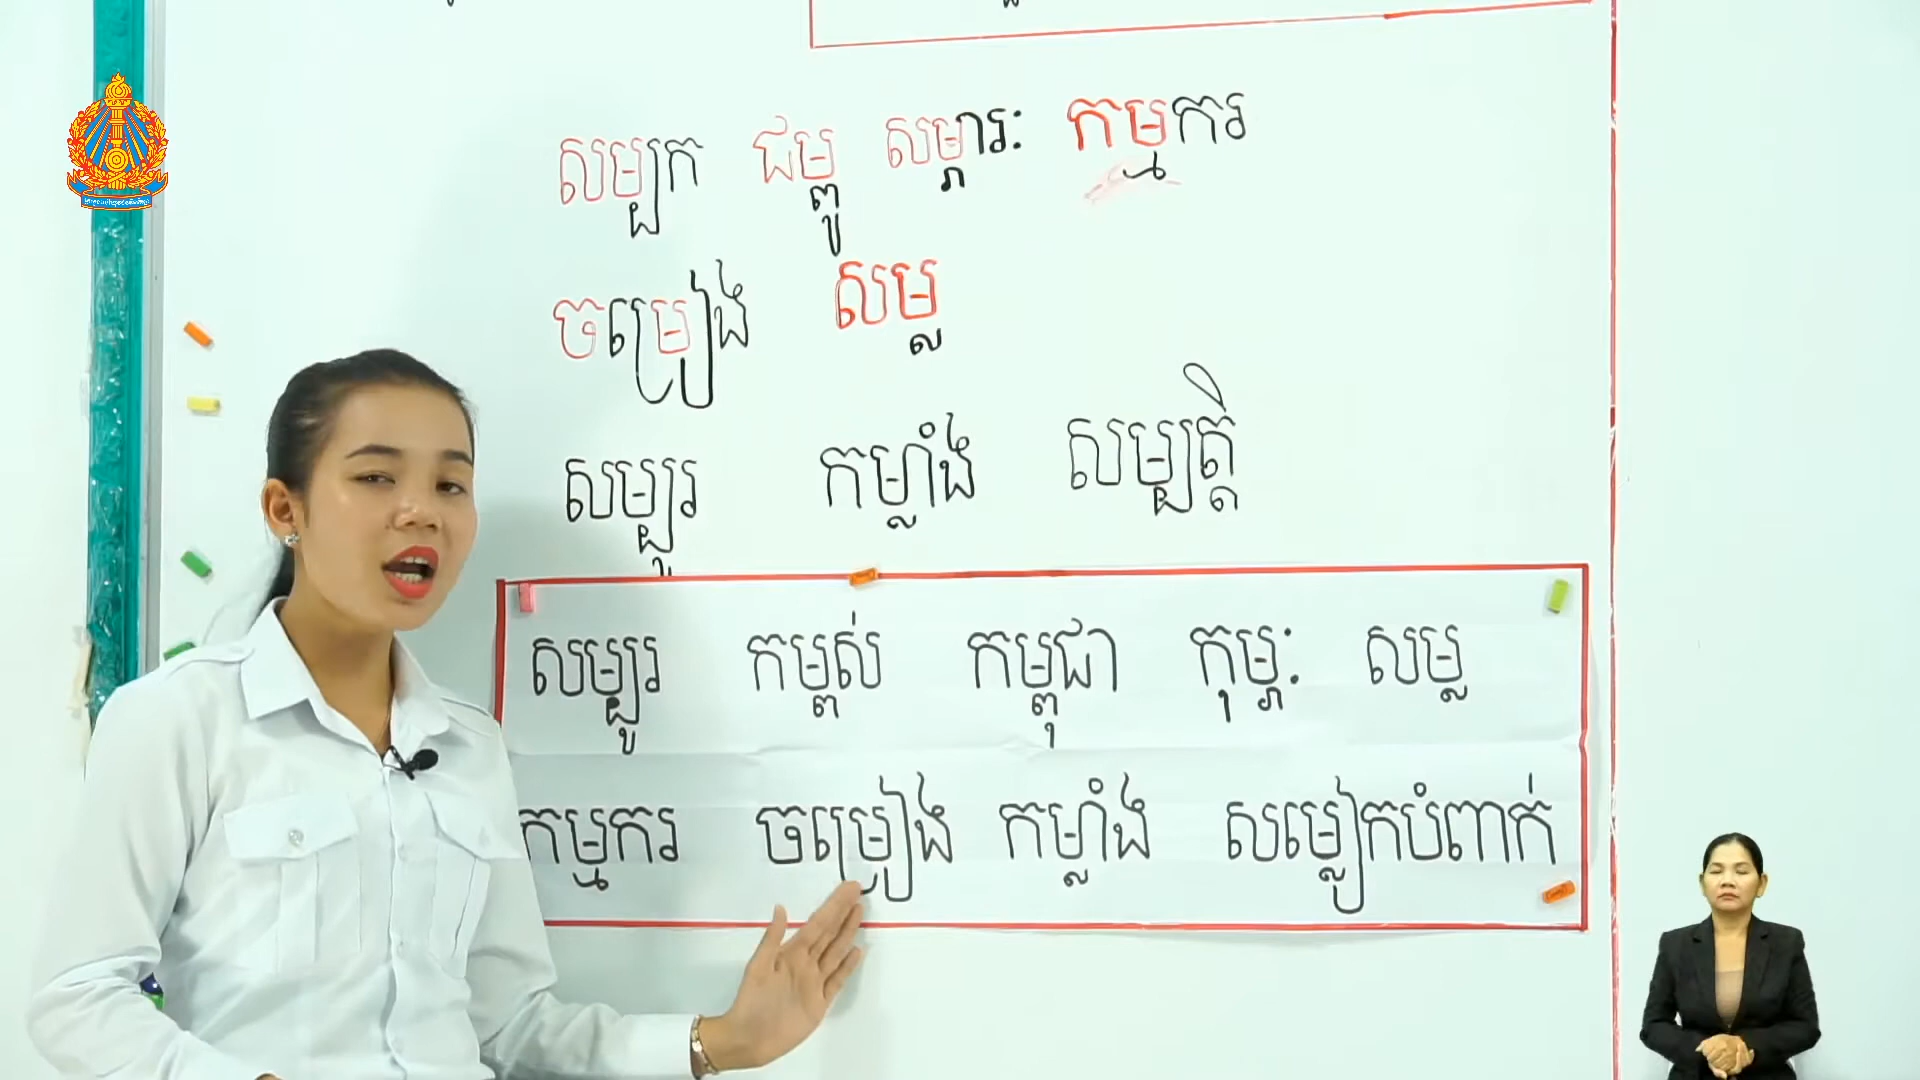 សម្បក ជម្ពូ សម្ភារៈ កម្មករ
ចម្រៀង សម្ល
សម្បូរ កម្លាំង សម្បត្តិ
សម្បូរ កម្ពស់ កម្ពុជា កុម្ភៈ សម្ល
កម្មករ ចម្រៀង កម្លាំង សម្លៀកបំពាក់